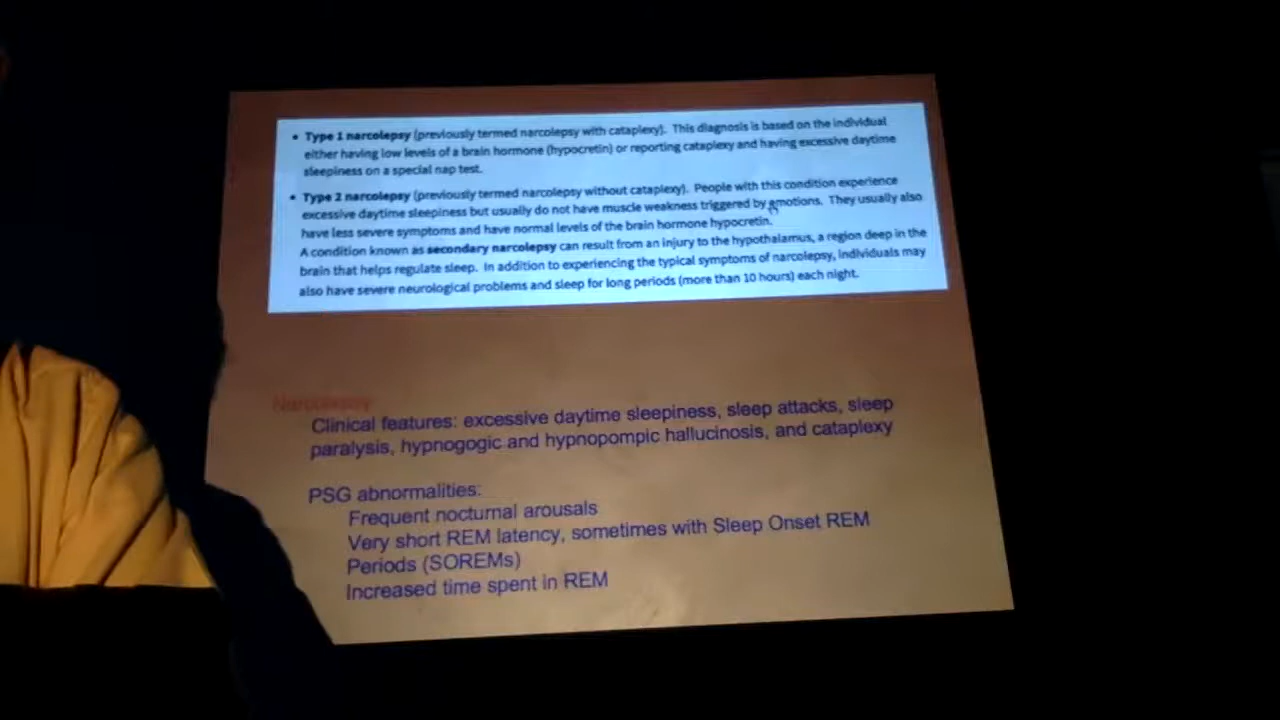 • Type 1 narcolepsy (previously termed narcolepsy with cataplexy). This diagnosis is based on the individual
either having low levels of a brain hormone (hypocretin) or reporting cataplexy and having excessive daytime
sleepiness on a special nap test.
• Type 2 narcolepsy (previously termed narcolepsy without cataplexy). People with this condition experience
excessive daytime sleepiness but usually do not have muscle weakness triggered by emotions. They usually also
have less severe symptoms and have normal levels of the brain hormone hypocretin.
A condition known as secondary narcolepsy can result from an injury to the hypothalamus, a region deep in the
brain that helps regulate sleep. In addition to experiencing the typical symptoms of narcolepsy, individuals may
also have severe neurological problems and sleep for long periods (more than 10 hours) each night.
Narcolepsy
Clinical features: excessive daytime sleepiness, sleep attacks, sleep
paralysis, hypnogogic and hypnopompic hallucinosis, and cataplexy
PSG abnormalities:
Frequent nocturnal arousals
Very short REM latency, sometimes with Sleep Onset REM
Periods (SOREMs)
Increased time spent in REM